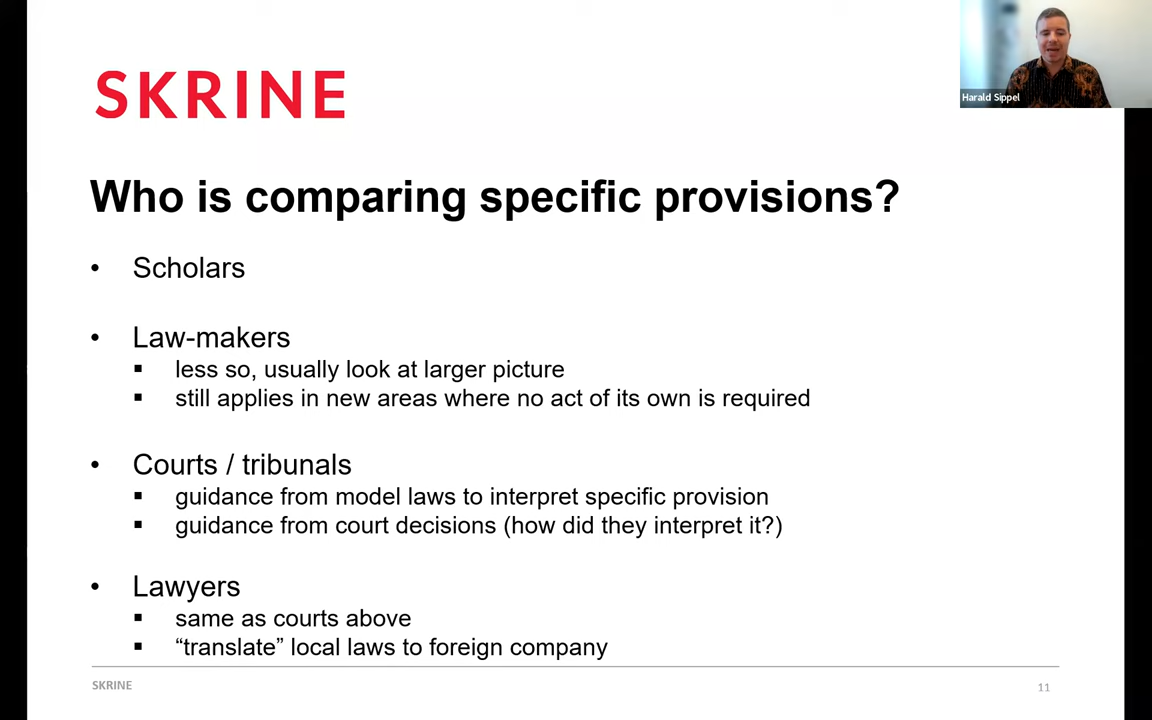 SKRINE
Harald Sippel
Who is comparing specific provisions?
• Scholars
• Law-makers
▪ less so, usually look at larger picture
▪ still applies in new areas where no act of its own is required
• Courts / tribunals
▪ guidance from model laws to interpret specific provision
▪ guidance from court decisions (how did they interpret it?)
• Lawyers
▪ same as courts above
▪ “translate” local laws to foreign company
SKRINE
11